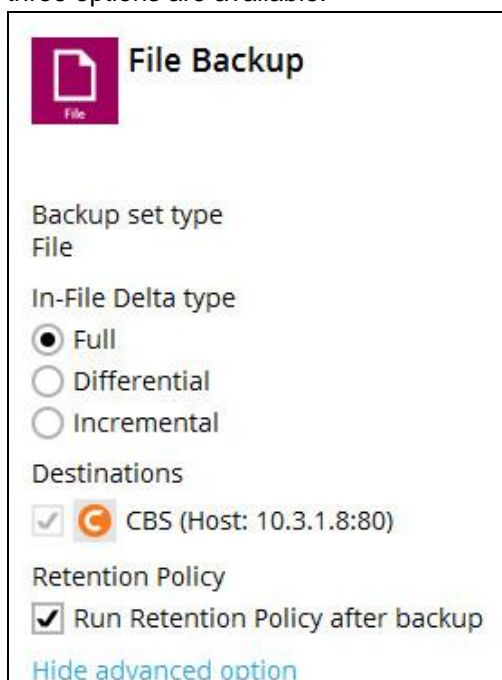 three options are available.
File Backup
File
Backup set type
File
In-File Delta type
Full
Differential
Incremental
Destinations
CBS (Host: 10.3.1.8:80)
Retention Policy
Run Retention Policy after backup
Hide advanced option